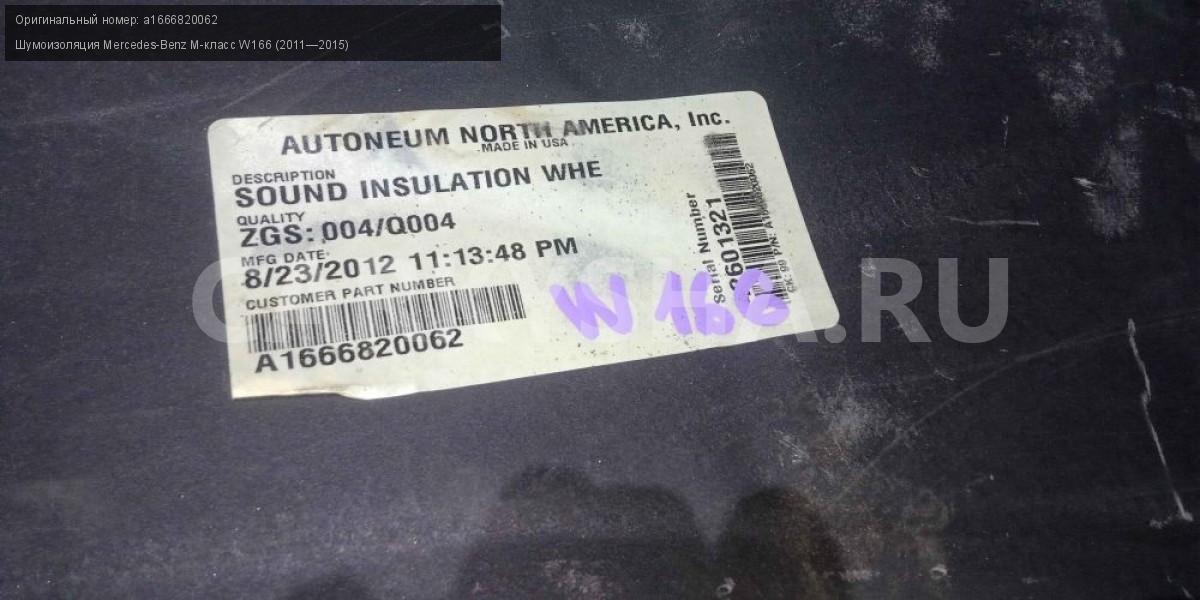 Оригинальный номер: a1666820062
Шумоизоляция Mercedes-Benz M-класс W166 (2011—2015)
AUTONEUM NORTH AMERICA, Inc.
MADE IN USA
DESCRIPTION
SOUND INSULATION WHE
QUALITY
ZGS: 004/Q004
MFG DATE:
8/23/2012 11:13:48 PM
CUSTOMER PART NUMBER
A1666820062
Serial Number
W 166
.RU